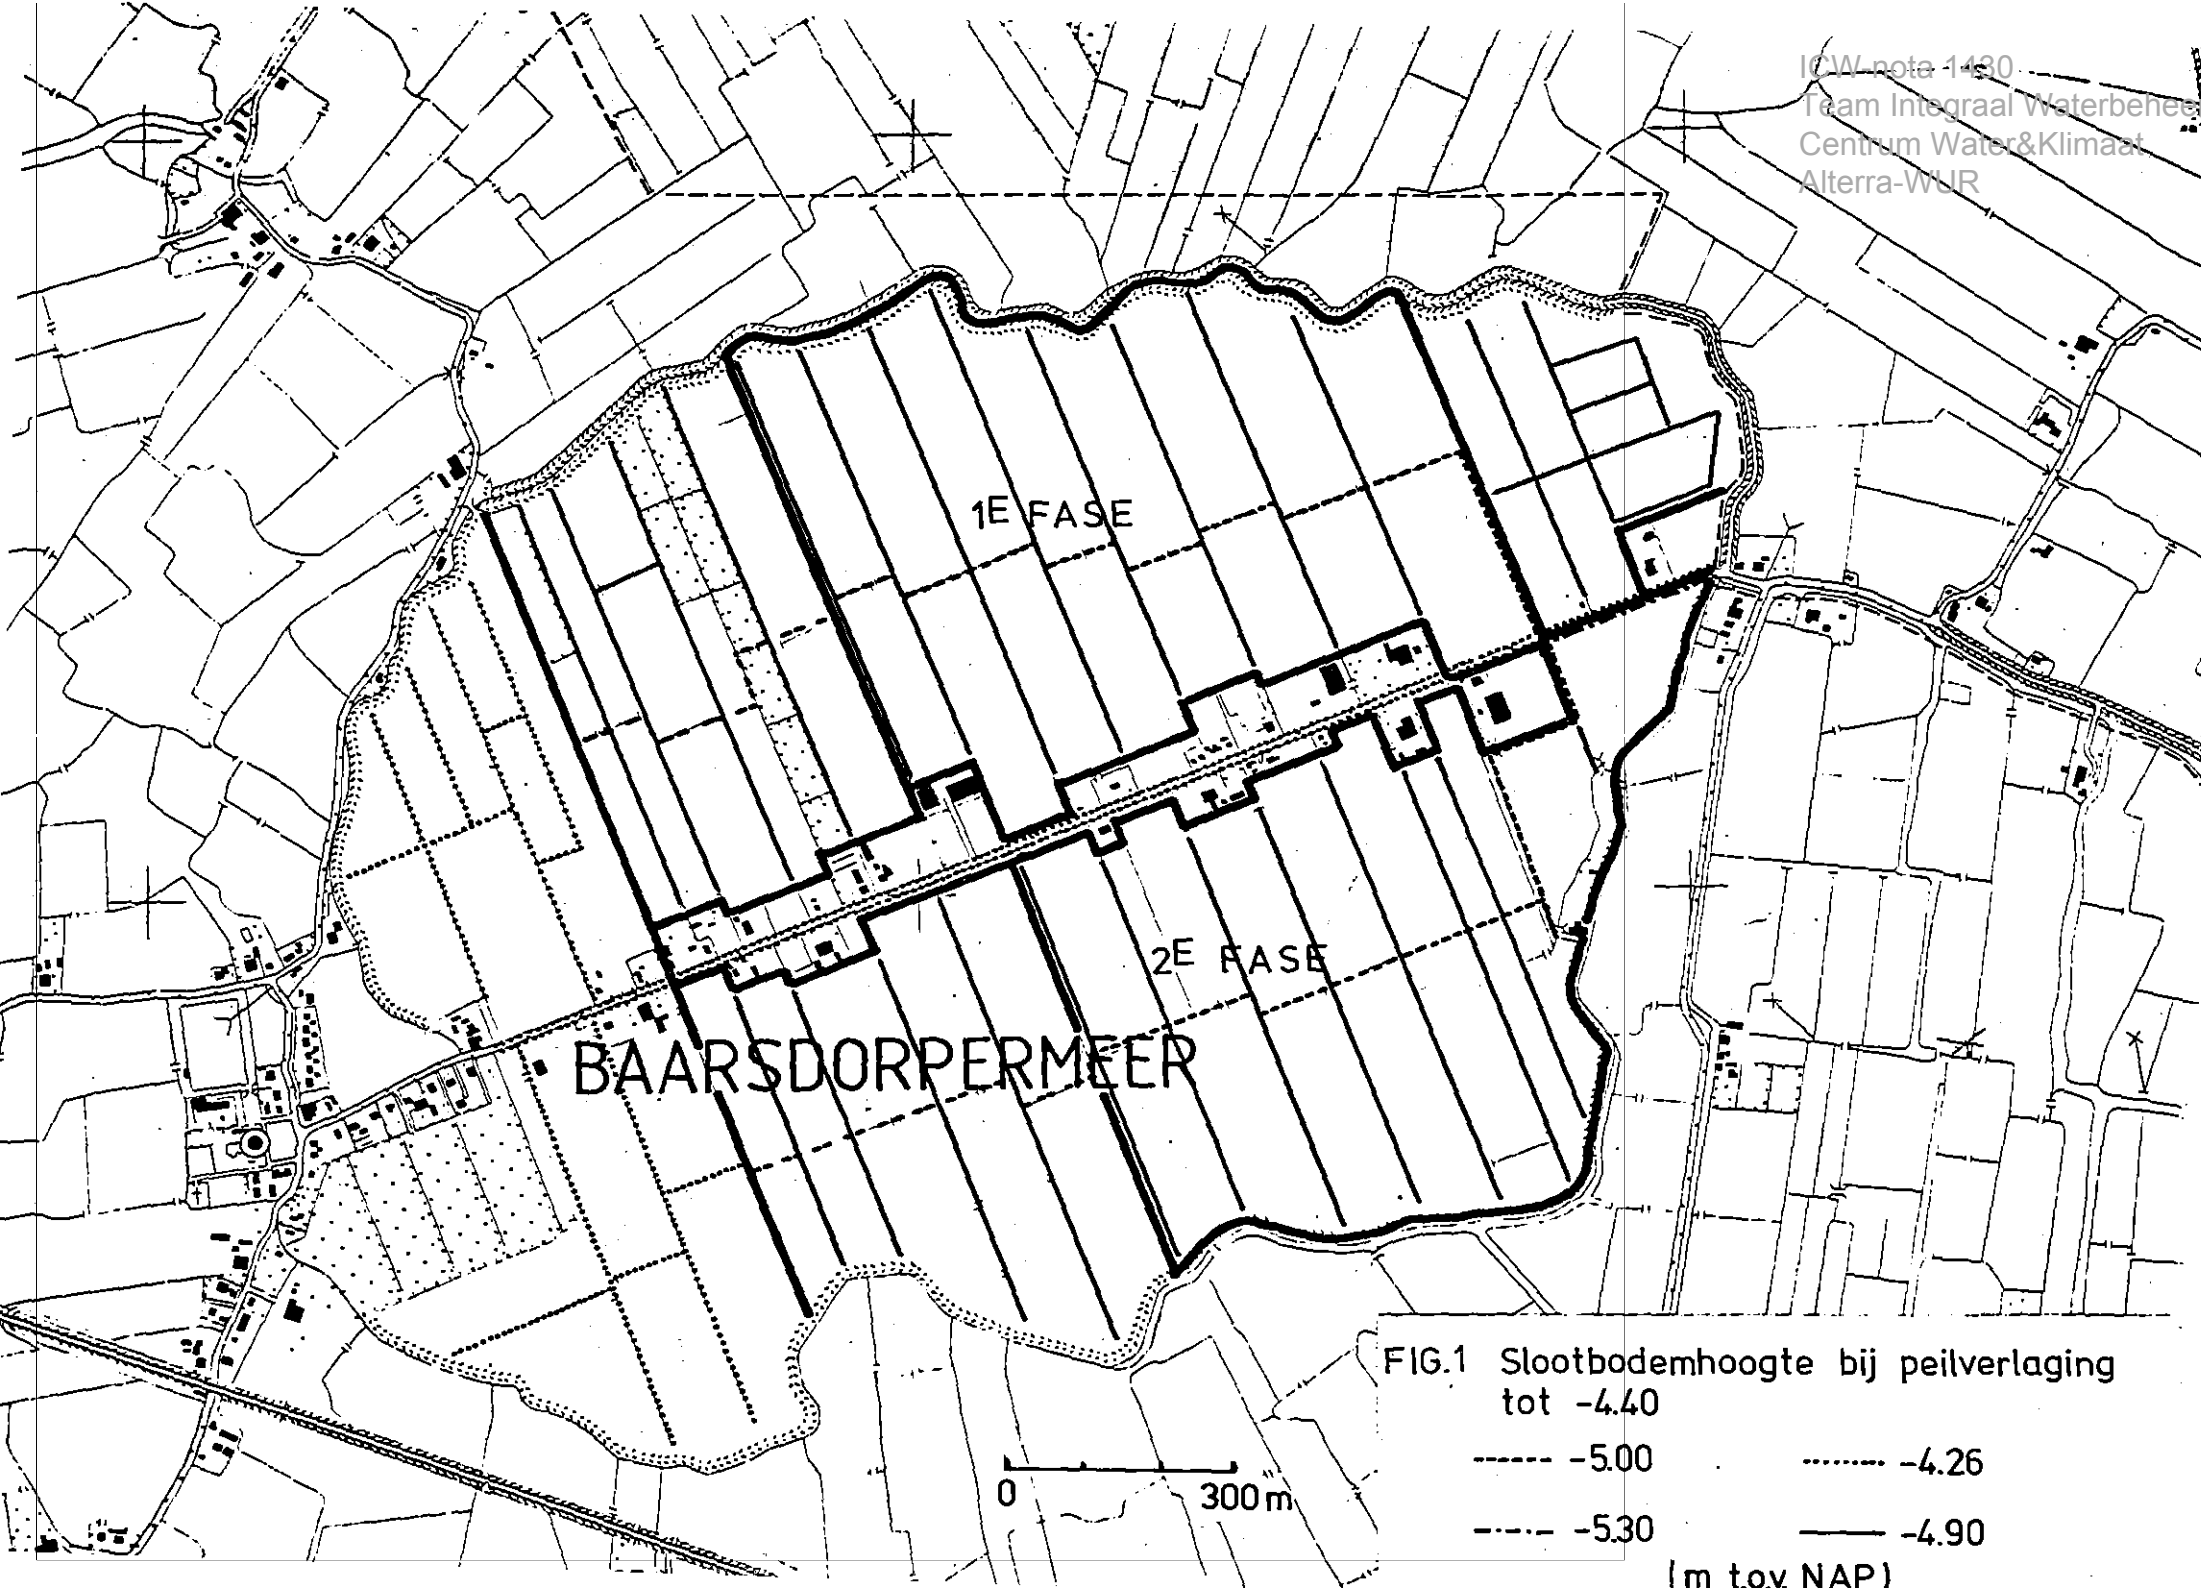 ICW-nota 1430
Team Integraal Waterbeheer
Centrum Water&Klimaat
Alterra-WUR
1E FASE
2E FASE
BAARSDORPERMEER
FIG.1 Slootbodemhoogte bij peilverlaging
tot -4.40
-5.00
-4.26
-5.30
-4.90
(m t.o.v. NAP)
0 300 m